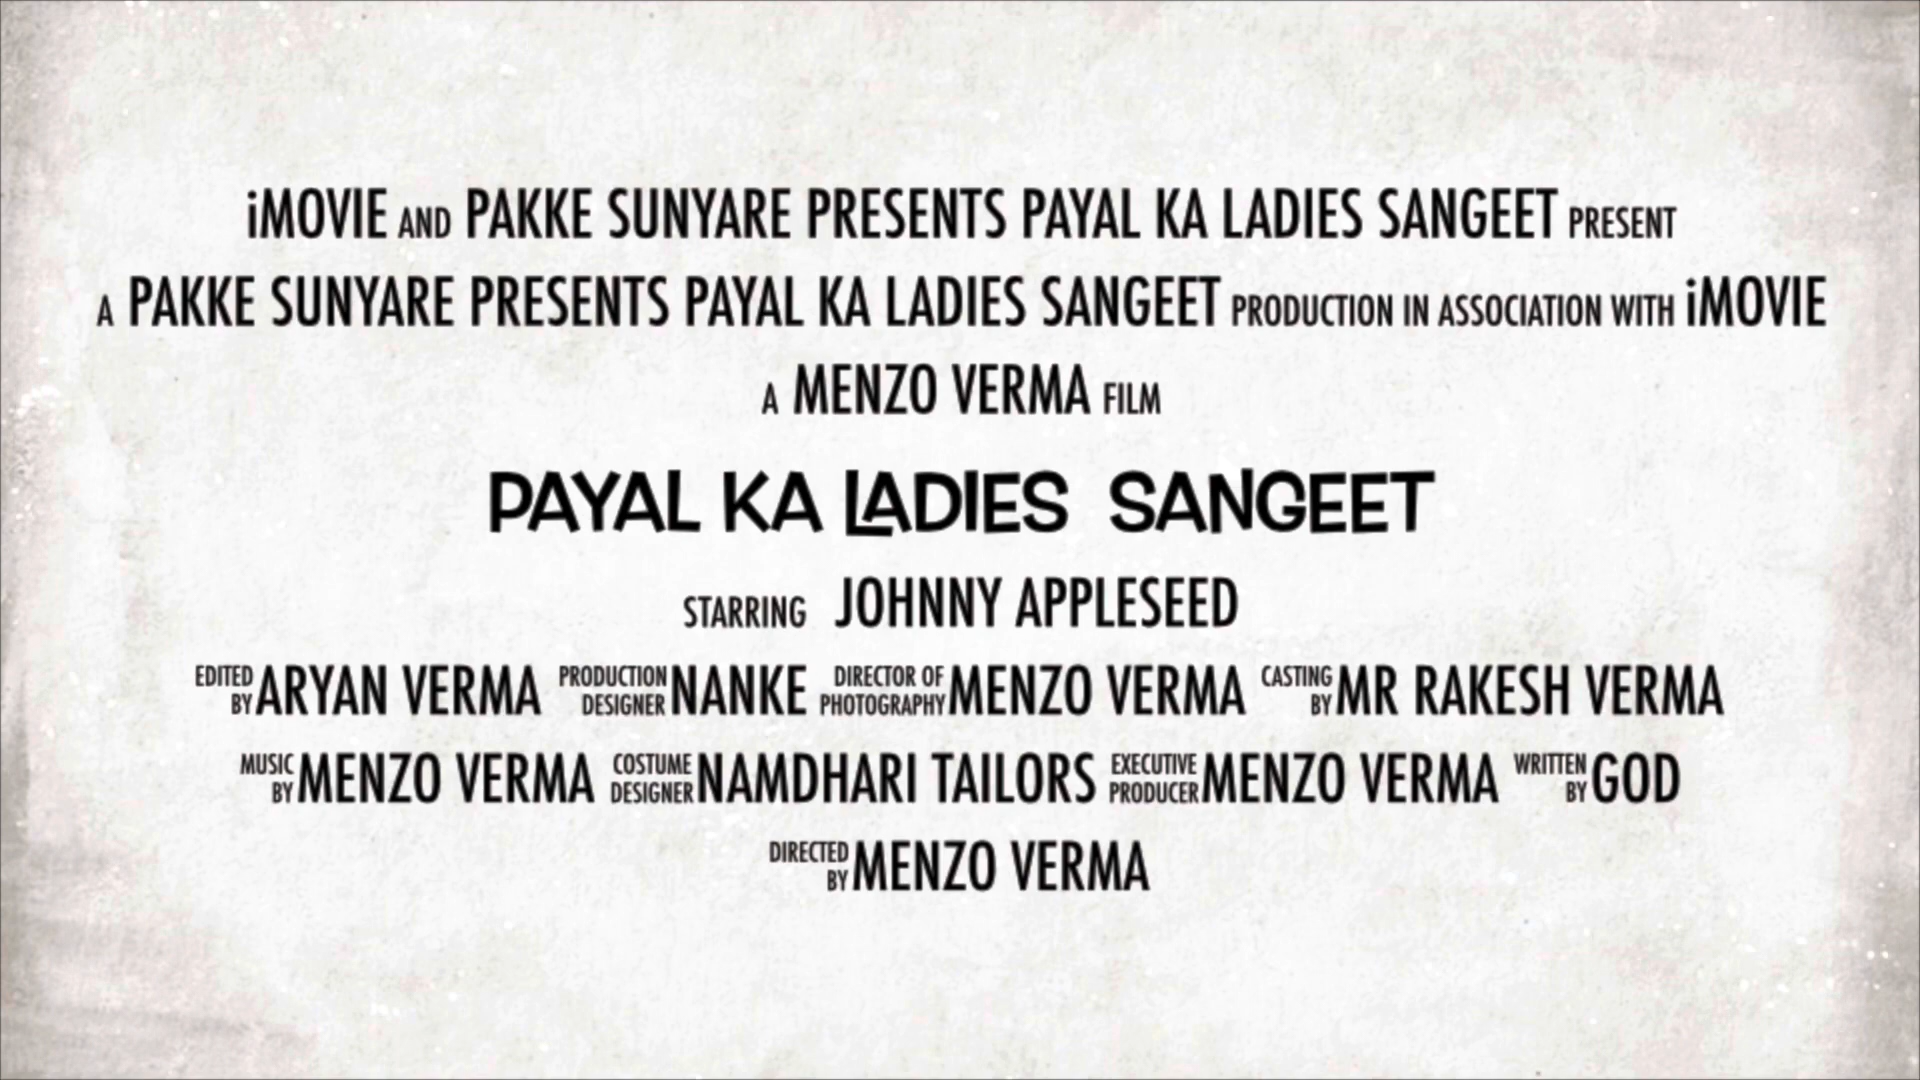 iMOVIE AND PAKKE SUNYARE PRESENTS PAYAL KA LADIES SANGEET PRESENT
A PAKKE SUNYARE PRESENTS PAYAL KA LADIES SANGEET PRODUCTION IN ASSOCIATION WITH iMOVIE
A MENZO VERMA FILM
PAYAL KA LADIES SANGEET
STARRING JOHNNY APPLESEED
EDITED BY ARYAN VERMA PRODUCTION DESIGNER NANKE DIRECTOR OF PHOTOGRAPHY MENZO VERMA CASTING BY MR RAKESH VERMA
MUSIC BY MENZO VERMA COSTUME DESIGNER NAMDHARI TAILORS EXECUTIVE PRODUCER MENZO VERMA WRITTEN BY GOD
DIRECTED BY MENZO VERMA